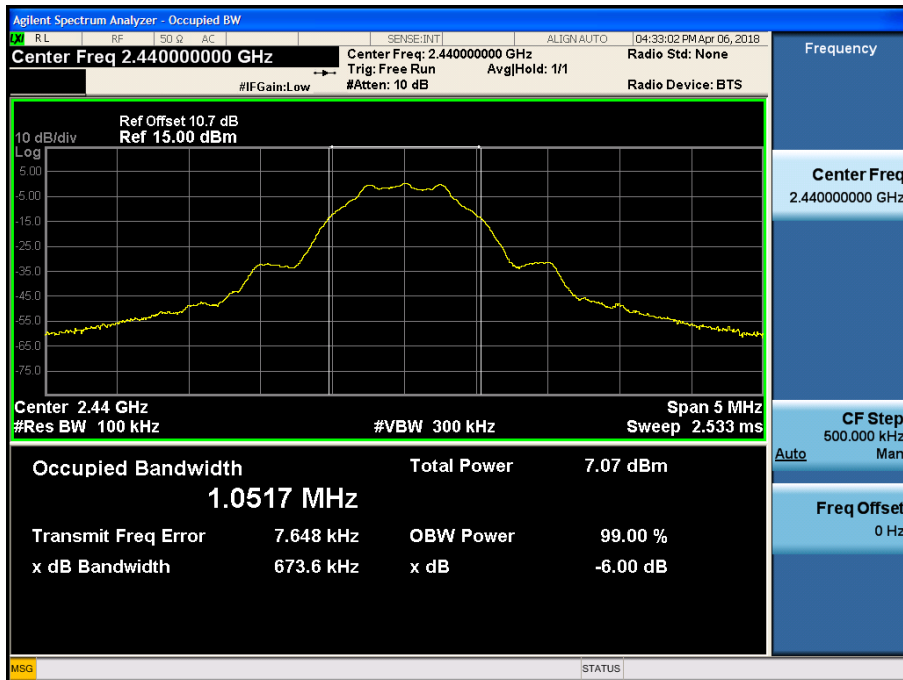 Agilent Spectrum Analyzer - Occupied BW
LXI RL RF 50 Ω AC SENSE:INT ALIGN AUTO 04:33:02 PM Apr 06, 2018
Center Freq 2.440000000 GHz
Center Freq: 2.440000000 GHz Radio Std: None
Trig: Free Run Avg|Hold: 1/1
#IFGain:Low #Atten: 10 dB Radio Device: BTS
Ref Offset 10.7 dB
10 dB/div Ref 15.00 dBm
Log
5.00
-5.00
-15.0
-25.0
-35.0
-45.0
-55.0
-65.0
-75.0
Center 2.44 GHz Span 5 MHz
#Res BW 100 kHz #VBW 300 kHz Sweep 2.533 ms
Occupied Bandwidth Total Power 7.07 dBm
1.0517 MHz
Transmit Freq Error 7.648 kHz OBW Power 99.00 %
x dB Bandwidth 673.6 kHz x dB -6.00 dB
Frequency
Center Freq
2.440000000 GHz
CF Step
500.000 kHz
Auto Man
Freq Offset
0 Hz
MSG STATUS